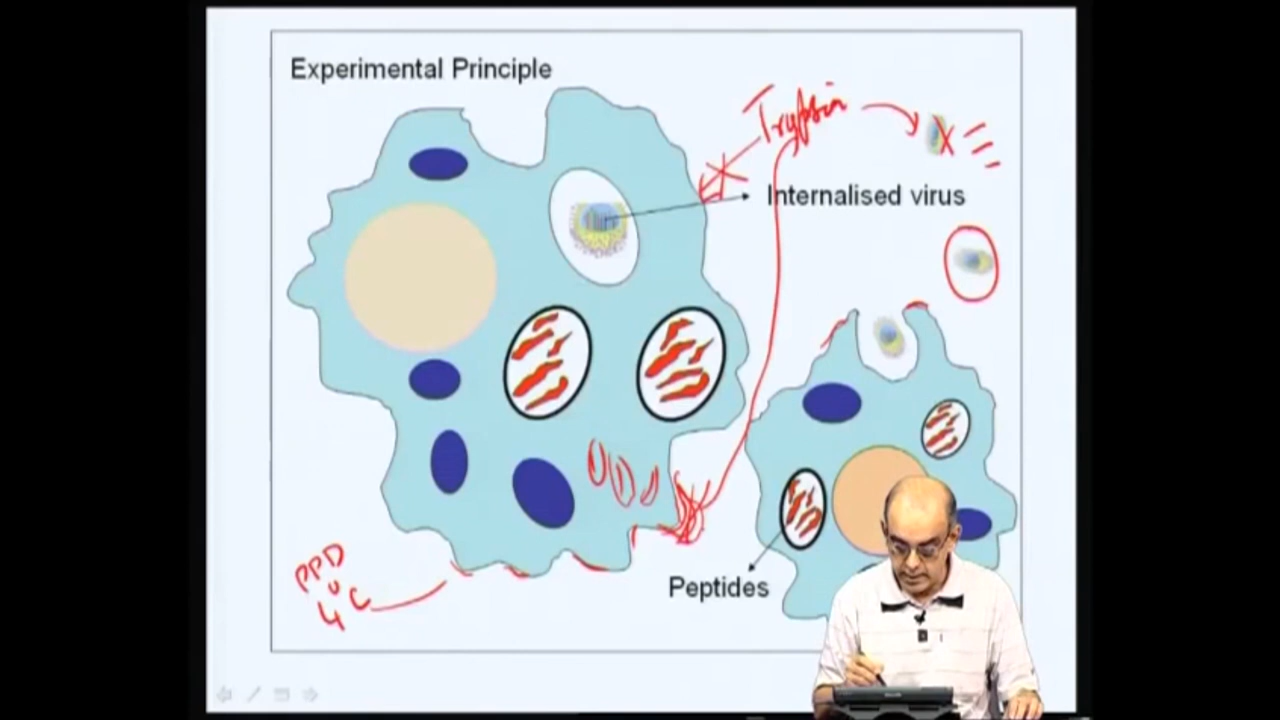 Experimental Principle
Trypsin
Internalised virus
PPD
4°C
Peptides